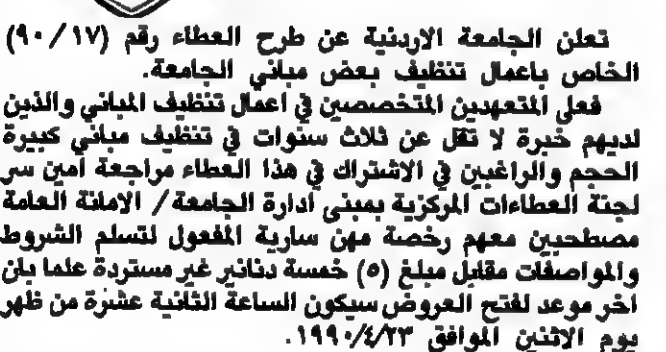 تعلن الجامعة الاردنية عن طرح العطاء رقم (٩٠/١٧)
الخاص باعمال تنظيف بعض مباني الجامعة.
فعلى المتعهدين المتخصصين في اعمال تنظيف المباني والذين
لديهم خبرة لا تقل عن ثلاث سنوات في تنظيف مباني كبيرة
الحجم والراغبين في الاشتراك في هذا العطاء مراجعة أمين سر
لجنة العطاءات المركزية بمبنى ادارة الجامعة/ الامانة العامة
مصطحبين معهم رخصة مهن سارية المفعول لتسلم الشروط
والمواصفات مقابل مبلغ (٥) خمسة دنانير غير مستردة علما بان
اخر موعد لفتح العروض سيكون الساعة الثانية عشرة من ظهر
يوم الاثنين الموافق ١٩٩٠/٤/٢٣.